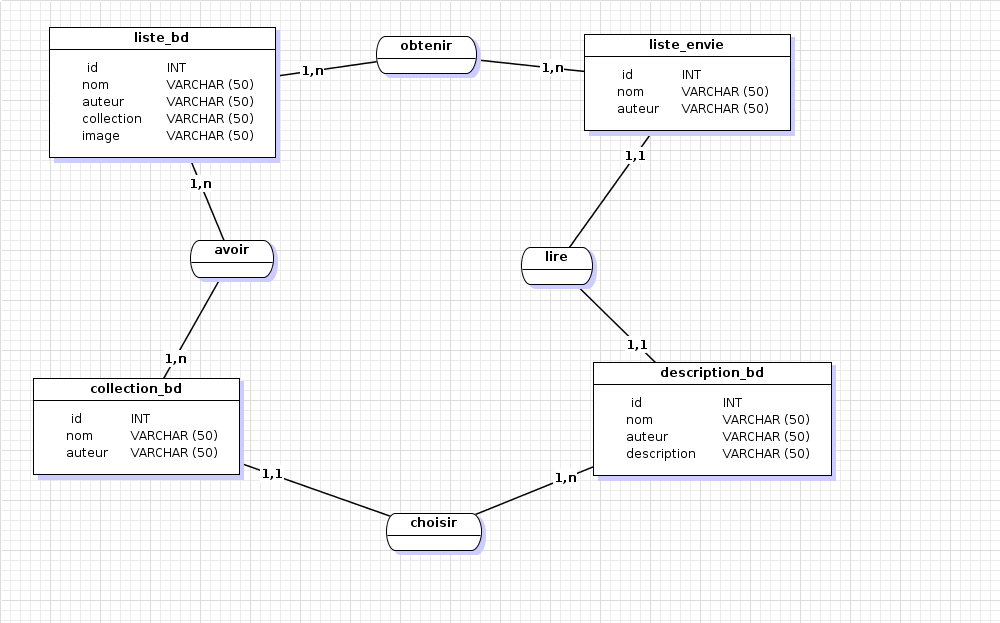 liste_bd
id INT
nom VARCHAR (50)
auteur VARCHAR (50)
collection VARCHAR (50)
image VARCHAR (50)
1,n
obtenir
1,n
liste_envie
id INT
nom VARCHAR (50)
auteur VARCHAR (50)
1,n
1,1
avoir
lire
1,n
1,1
collection_bd
id INT
nom VARCHAR (50)
auteur VARCHAR (50)
description_bd
id INT
nom VARCHAR (50)
auteur VARCHAR (50)
description VARCHAR (50)
1,1
choisir
1,n